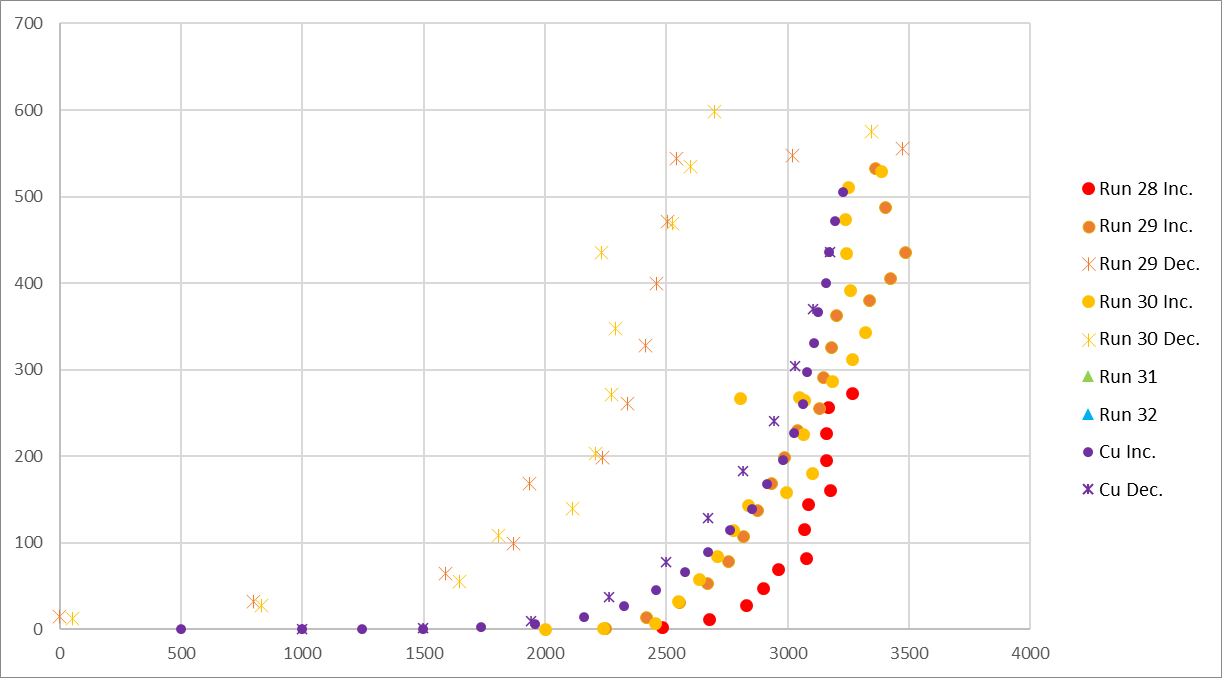 700
600
500
400
300
200
100
0
0 500 1000 1500 2000 2500 3000 3500 4000
Run 28 Inc.
Run 29 Inc.
Run 29 Dec.
Run 30 Inc.
Run 30 Dec.
Run 31
Run 32
Cu Inc.
Cu Dec.